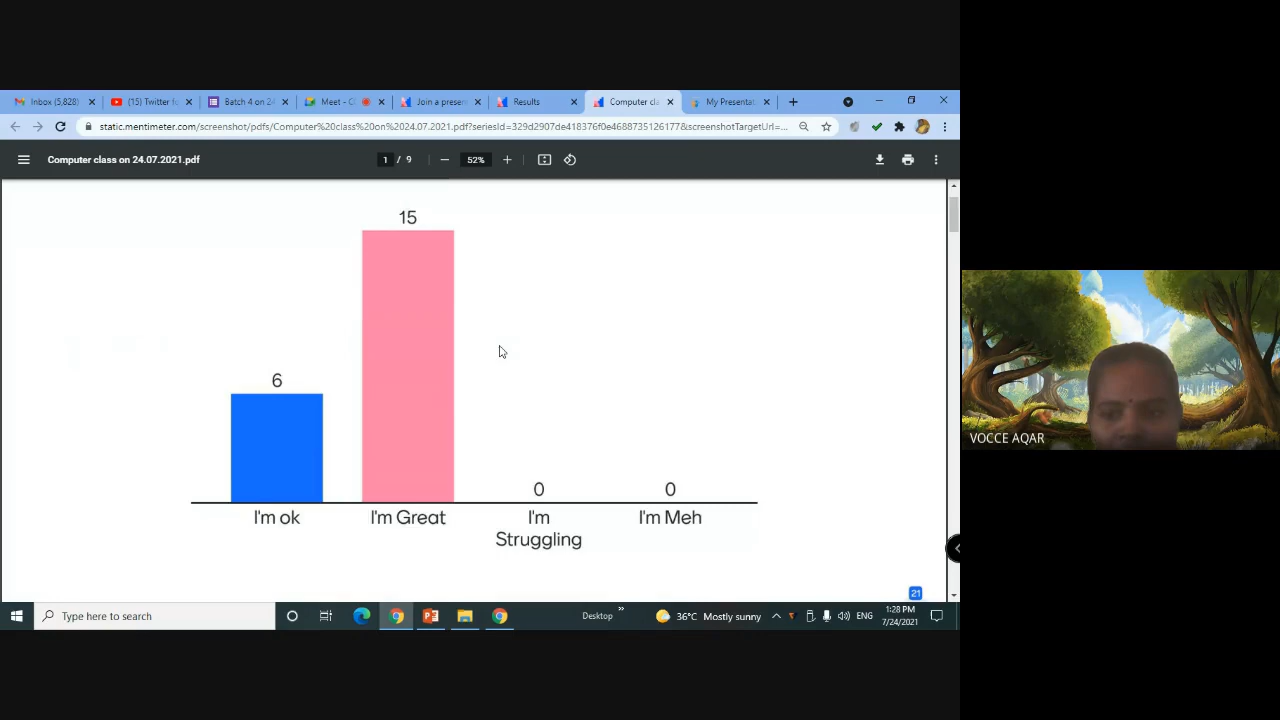 Inbox (5,828)
(15) Twitter fo
Batch 4 on 24
Meet - C
Join a presen
Results
Computer cla
My Presentat
static.mentimeter.com/screenshot/pdfs/Computer%20class%20on%2024.07.2021.pdf?seriesId=329d2907de418376f0e4688735126177&screenshotTargetUrl=...
Computer class on 24.07.2021.pdf
1 / 9
52%
15
6
0
0
I'm ok
I'm Great
I'm Struggling
I'm Meh
VOCCE AQAR
21
Type here to search
Desktop
36°C Mostly sunny
ENG
1:28 PM
7/24/2021